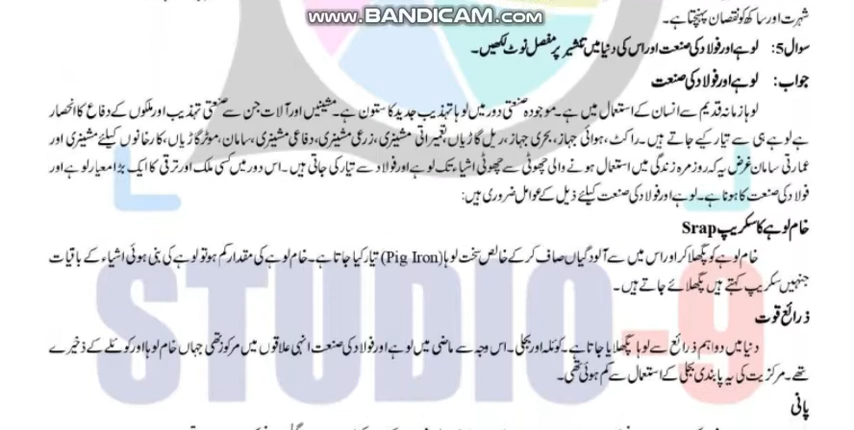 شہرت اور ساکھ کو نقصان پہنچتا ہے۔
www.BANDICAM.com
سوال5: لوہے اور فولاد کی صنعت اور اس کی دنیا میں تشہیر پر مفصل نوٹ لکھیں۔
جواب: لوہے اور فولاد کی صنعت
لوہا زمانہ قدیم سے انسان کے استعمال میں ہے۔ موجودہ صنعتی دور میں لوہا تہذیب جدید کا ستون ہے۔ مشینیں اور آلات جن سے صنعتی تہذیب اور ملکوں کے دفاع کا انحصار
ہے لوہے ہی سے تیار کیے جاتے ہیں۔ راکٹ، ہوائی جہاز، بحری جہاز، ریل گاڑیاں، تعمیراتی مشینری، زرعی مشینری، دفاعی مشینری، سامان، موٹر گاڑیاں، کارخانوں کیلئے مشینری اور
عمارتی سامان غرض یہ کہ روزمرہ زندگی میں استعمال ہونے والی چھوٹی سے چھوٹی اشیاء تک لوہے اور فولاد سے تیار کی جاتی ہیں۔ اس دور میں کسی ملک اور ترقی کا ایک بڑا معیار لوہے اور
فولاد کی صنعت کا ہونا ہے۔ لوہے اور فولاد کی صنعت کیلئے ذیل کے عوامل ضروری ہیں:
خام لوہے کا سکریپ Srap
خام لوہے کو پگھلا کر اور اس میں سے آلودگیاں صاف کر کے خالص سخت لوہا (Pig Iron) تیار کیا جاتا ہے۔ خام لوہے کی مقدار کم ہو تو لوہے کی بنی ہوئی اشیاء کے باقیات
جنہیں سکریپ کہتے ہیں پگھلائے جاتے ہیں۔
ذرائع قوت
دنیا میں دو اہم ذرائع سے لوہا پگھلایا جاتا ہے۔ کوئلہ اور بجلی۔ اس وجہ سے ماضی میں لوہے اور فولاد کی صنعت انہی علاقوں میں مرکوز تھی جہاں خام لوہا اور کوئلے کے ذخیرے
تھے۔ مرکزیت کی یہ پابندی بجلی کے استعمال سے کم ہوئی تھی۔
پانی
STUDIO-9